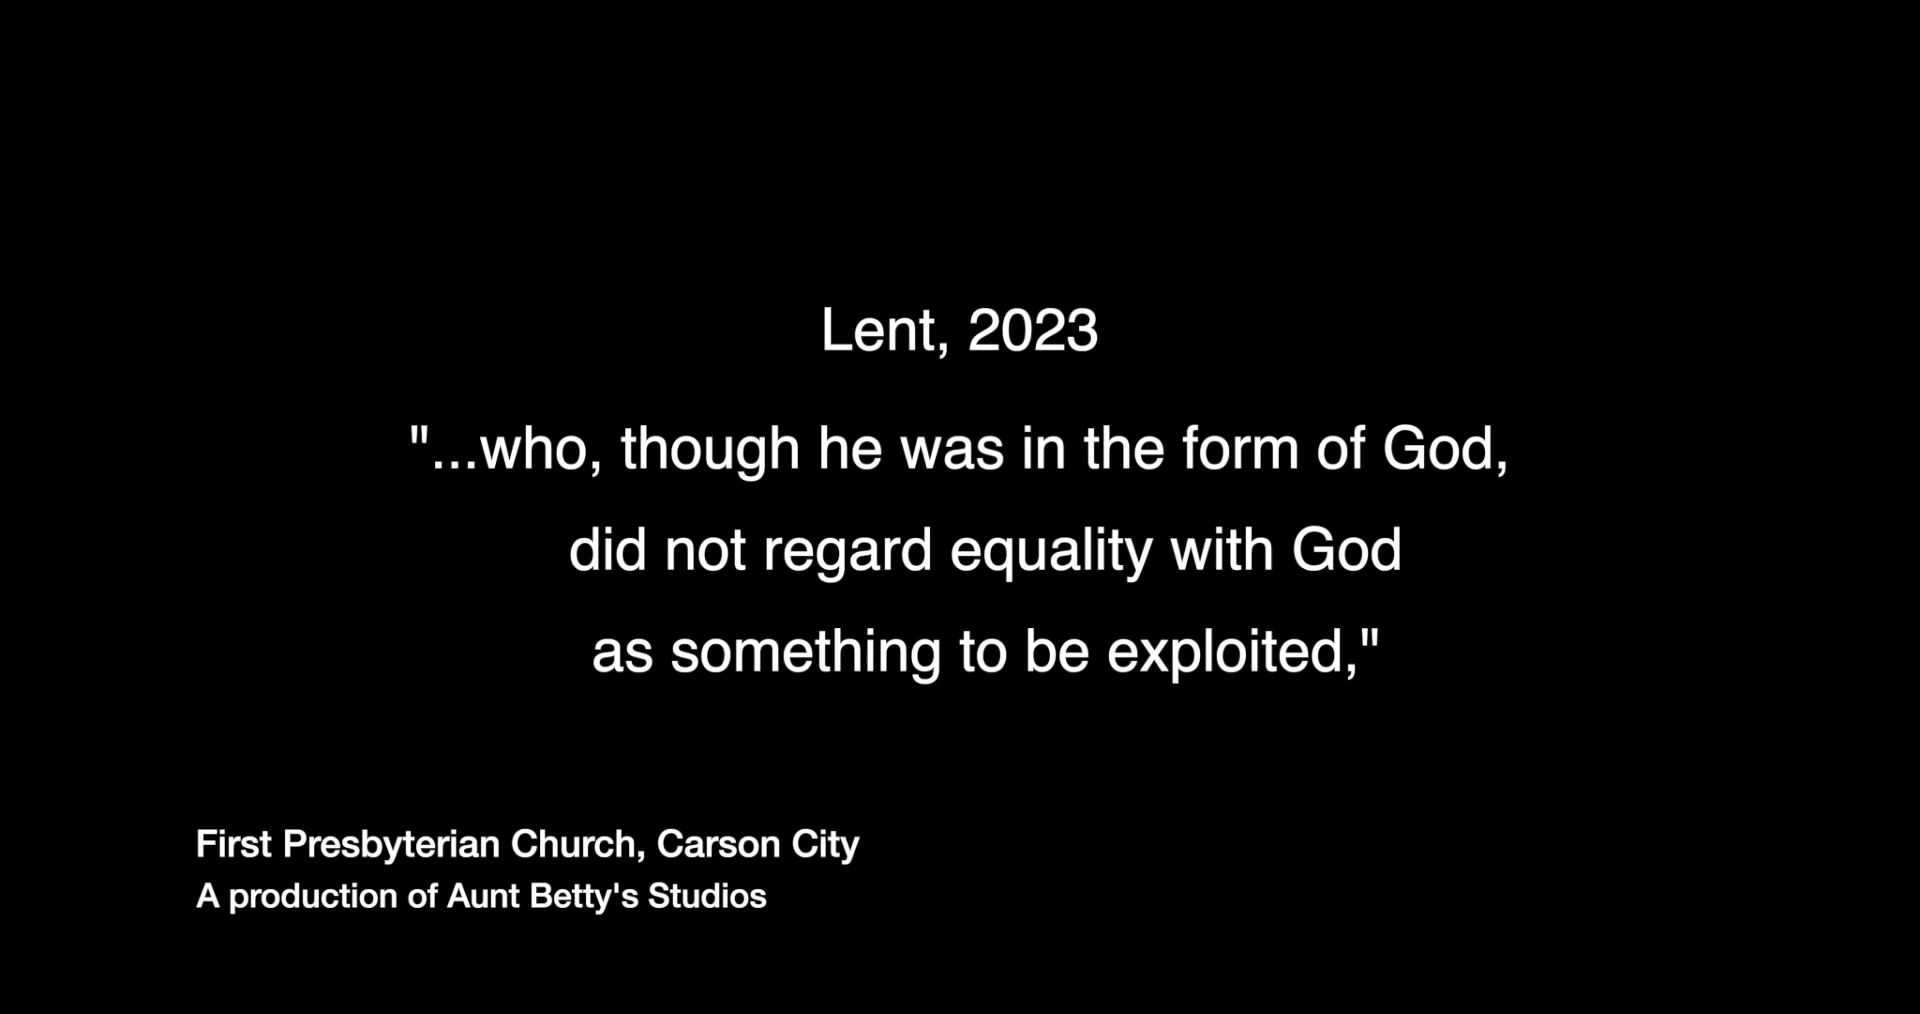 Lent, 2023
"...who, though he was in the form of God,
did not regard equality with God
as something to be exploited,"
First Presbyterian Church, Carson City
A production of Aunt Betty's Studios